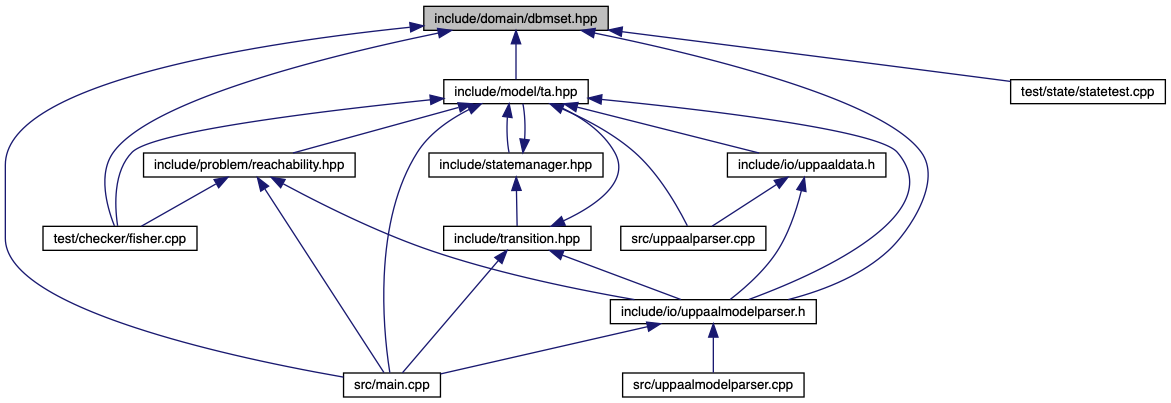 include/domain/dbmset.hpp
include/model/ta.hpp
test/state/statetest.cpp
include/problem/reachability.hpp
include/statemanager.hpp
include/io/uppaaldata.h
test/checker/fisher.cpp
include/transition.hpp
src/uppaalparser.cpp
include/io/uppaalmodelparser.h
src/main.cpp
src/uppaalmodelparser.cpp